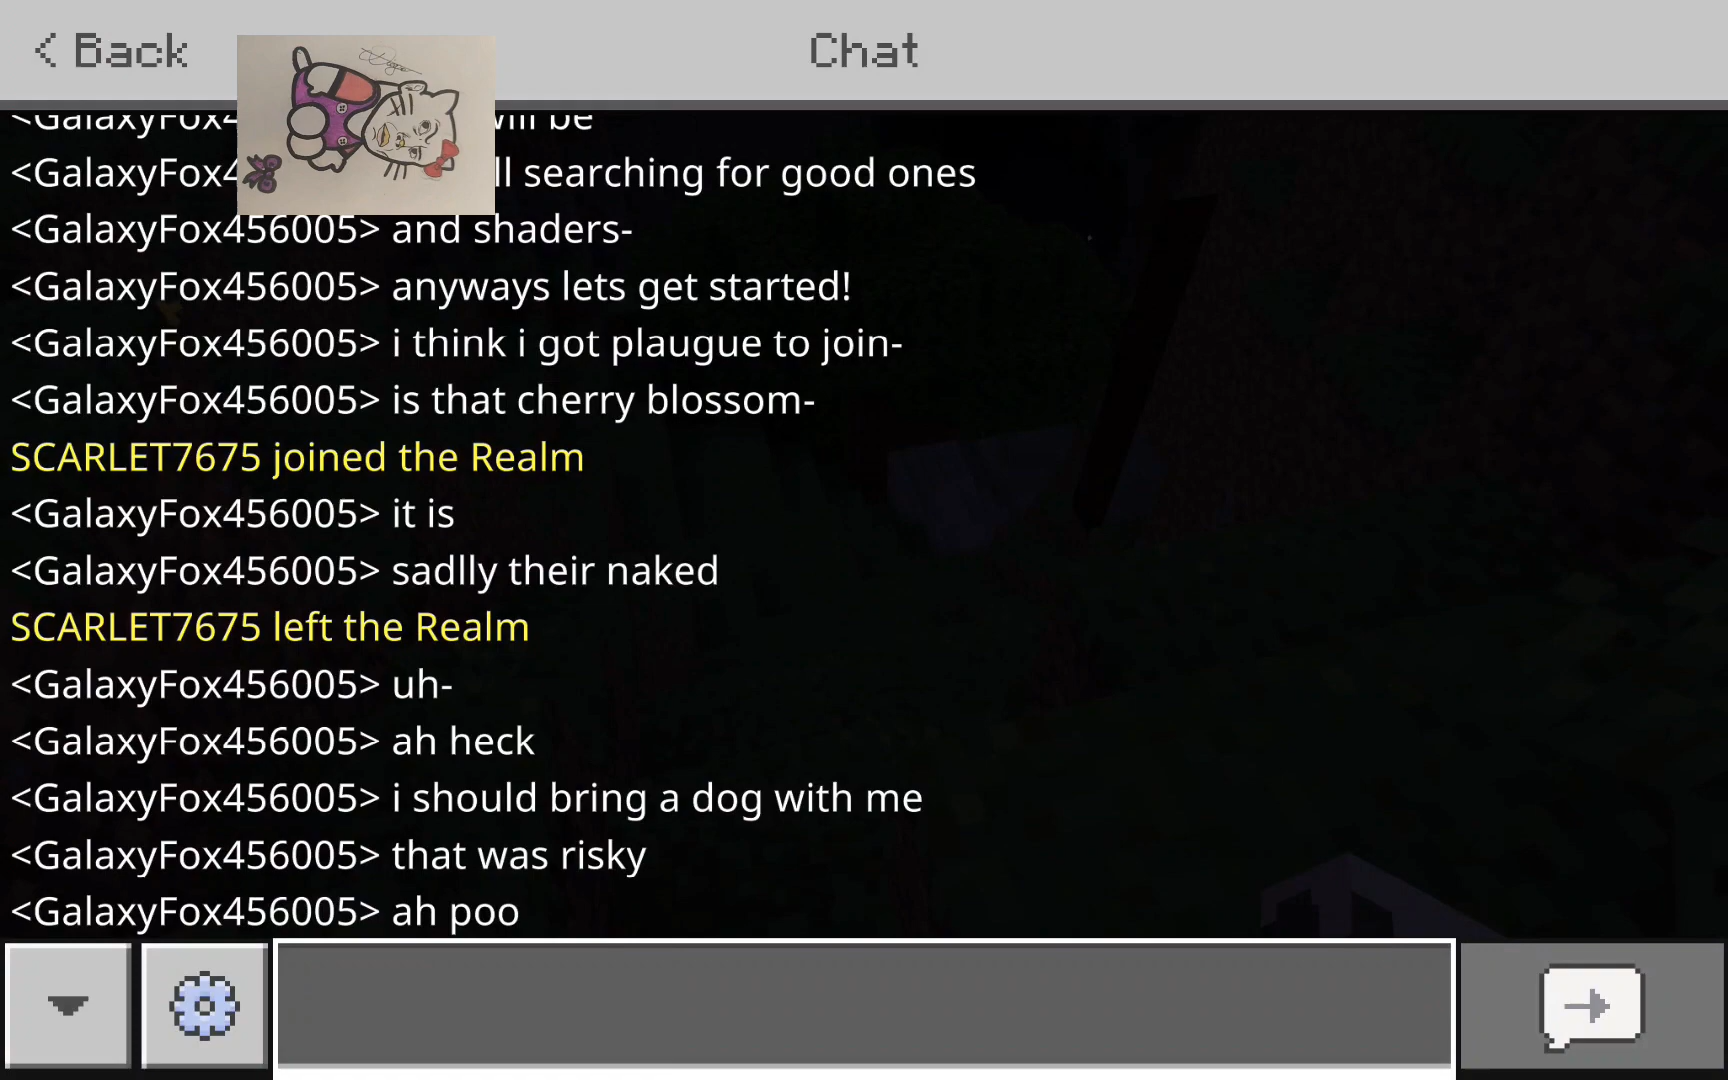 < Back
Chat
<GalaxyFox4 will be
<GalaxyFox4 ll searching for good ones
<GalaxyFox456005> and shaders-
<GalaxyFox456005> anyways lets get started!
<GalaxyFox456005> i think i got plaugue to join-
<GalaxyFox456005> is that cherry blossom-
SCARLET7675 joined the Realm
<GalaxyFox456005> it is
<GalaxyFox456005> sadlly their naked
SCARLET7675 left the Realm
<GalaxyFox456005> uh-
<GalaxyFox456005> ah heck
<GalaxyFox456005> i should bring a dog with me
<GalaxyFox456005> that was risky
<GalaxyFox456005> ah poo